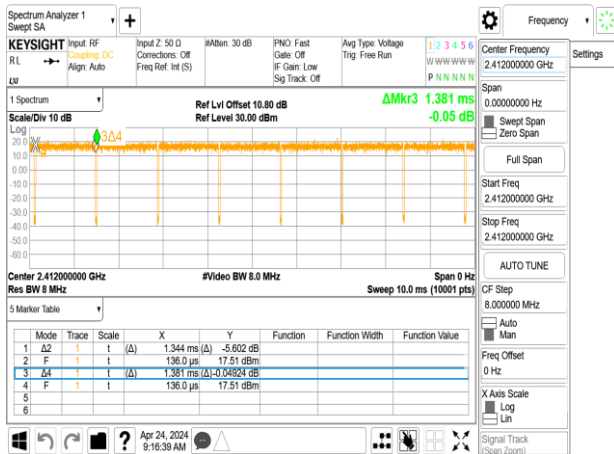 Spectrum Analyzer 1
Swept SA
Frequency
KEYSIGHT
RL
Input: RF
Coupling: DC
Align: Auto
Input Z: 50 Ω
Corrections: Off
Freq Ref: Int (S)
#Atten: 30 dB
PNO: Fast
Gate: Off
IF Gain: Low
Sig Track: Off
Avg Type: Voltage
Trig: Free Run
1 2 3 4 5 6
W W W W W W
P N N N N N
LXI
1 Spectrum
Scale/Div 10 dB
Ref Lvl Offset 10.80 dB
Ref Level 30.00 dBm
ΔMkr3 1.381 ms
-0.05 dB
Log
20.0
10.0
0.00
-10.0
-20.0
-30.0
-40.0
-50.0
-60.0
3Δ4
Center 2.412000000 GHz
#Video BW 8.0 MHz
Span 0 Hz
Res BW 8 MHz
Sweep 10.0 ms (10001 pts)
5 Marker Table
Mode Trace Scale X Y Function Function Width Function Value
1 Δ2 1 t (Δ) 1.344 ms (Δ) -5.602 dB
2 F 1 t 136.0 µs 17.51 dBm
3 Δ4 1 t (Δ) 1.381 ms (Δ) -0.04924 dB
4 F 1 t 136.0 µs 17.51 dBm
5
6
Apr 24, 2024
9:16:39 AM
Center Frequency
2.412000000 GHz
Settings
Span
0.00000000 Hz
Swept Span
Zero Span
Full Span
Start Freq
2.412000000 GHz
Stop Freq
2.412000000 GHz
AUTO TUNE
CF Step
8.000000 MHz
Auto
Man
Freq Offset
0 Hz
X Axis Scale
Log
Lin
Signal Track
(Span Zoom)